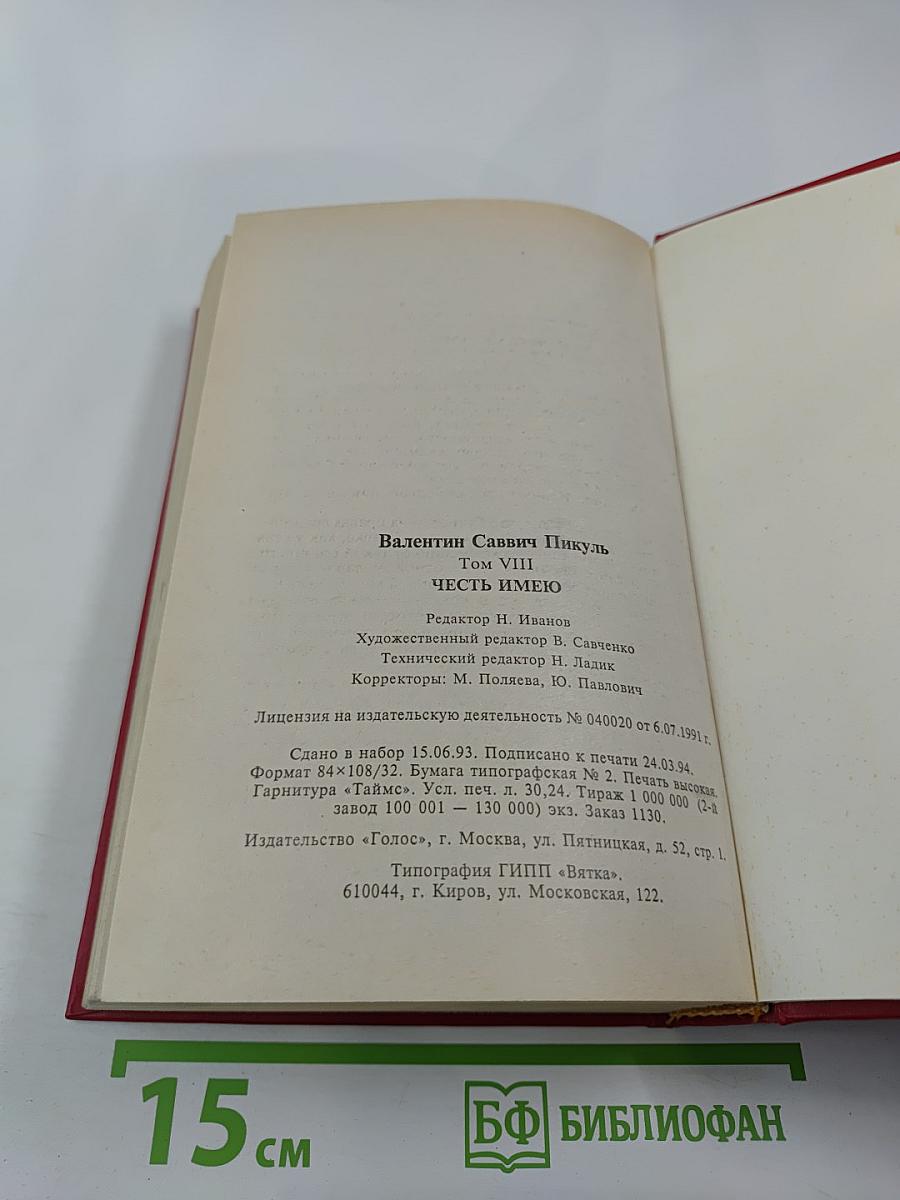 Валентин Саввич Пикуль
Том VIII
ЧЕСТЬ ИМЕЮ
Редактор Н. Иванов
Художественный редактор В. Савченко
Технический редактор Н. Ладик
Корректоры: М. Поляева, Ю. Павлович
Лицензия на издательскую деятельность № 040020 от 6.07.1991 г.
Сдано в набор 15.06.93. Подписано к печати 24.03.94.
Формат 84×108/32. Бумага типографская № 2. Печать высокая.
Гарнитура «Таймс». Усл. печ. л. 30,24. Тираж 1 000 000 (2-й
завод 100 001 — 130 000) экз. Заказ 1130.
Издательство «Голос», г. Москва, ул. Пятницкая, д. 52, стр. 1.
Типография ГИПП «Вятка».
610044, г. Киров, ул. Московская, 122.
15 см
БФ БИБЛИОФАН